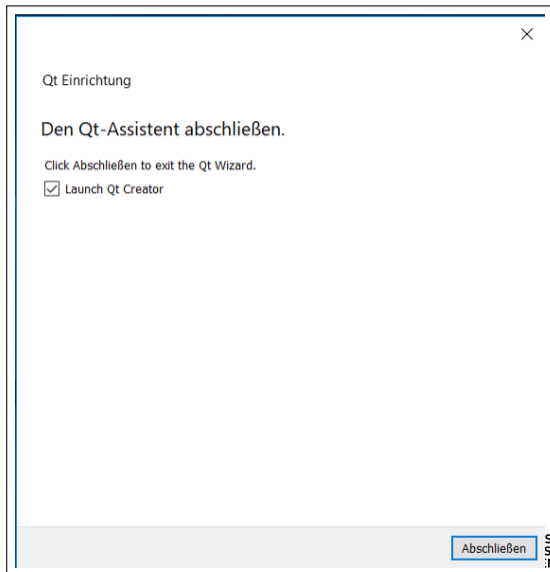 Qt Einrichtung
Den Qt-Assistent abschließen.
Click Abschließen to exit the Qt Wizard.
Launch Qt Creator
Abschließen